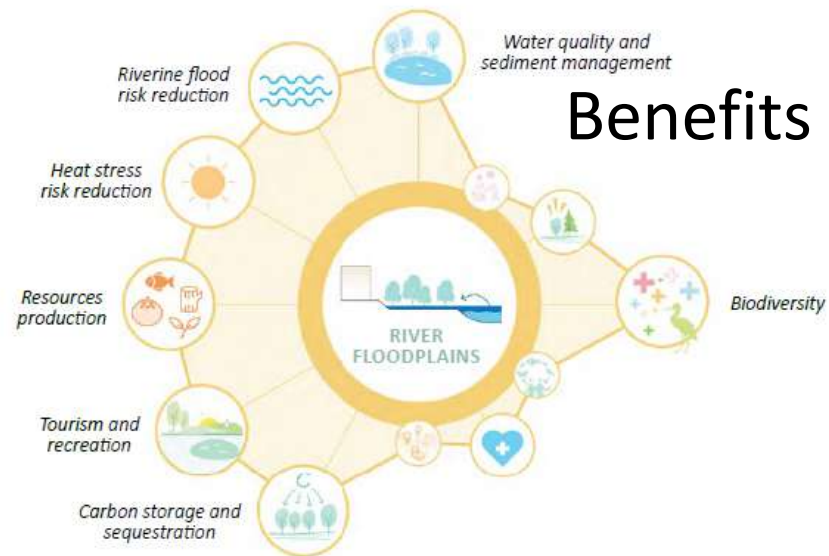 Water quality and
sediment management
Riverine flood
risk reduction
Benefits
Heat stress
risk reduction
Resources
production
Biodiversity
RIVER
FLOODPLAINS
Tourism and
recreation
Carbon storage and
sequestration